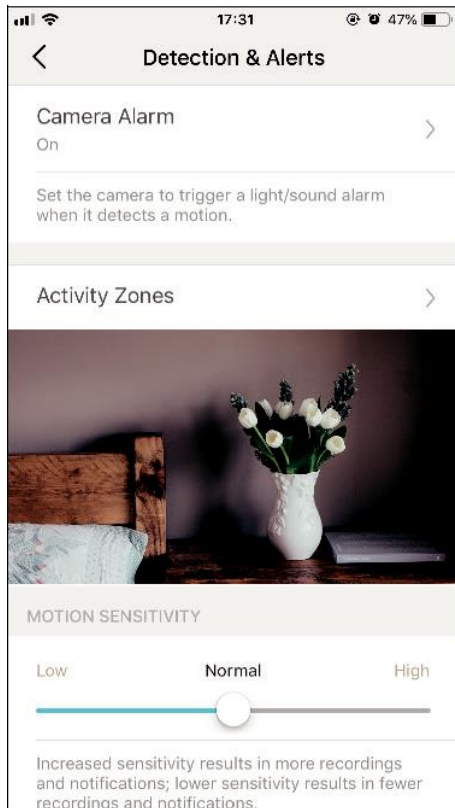 17:31
47%
Detection & Alerts
Camera Alarm
On
Set the camera to trigger a light/sound alarm
when it detects a motion.
Activity Zones
MOTION SENSITIVITY
Low Normal High
Increased sensitivity results in more recordings
and notifications; lower sensitivity results in fewer
recordings and notifications.